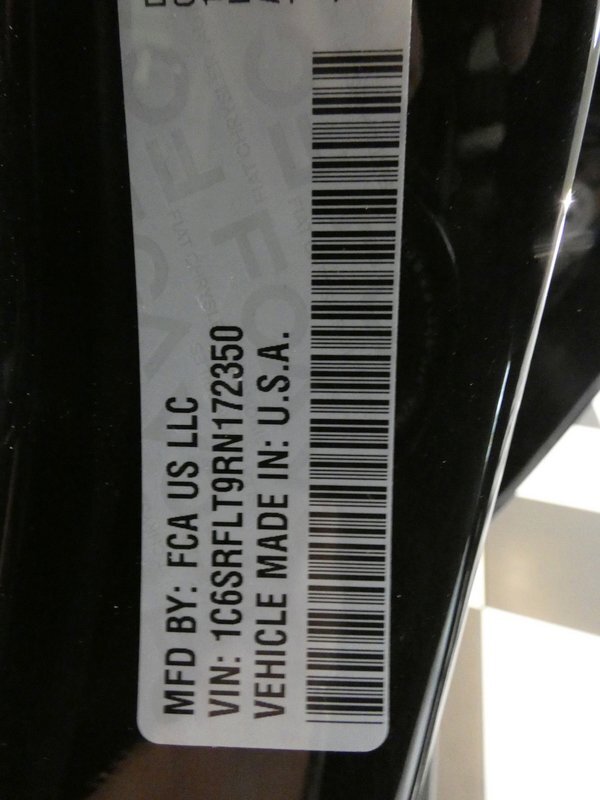 MFD BY: FCA US LLC
VIN: 1C6SRFLT9RN172350
VEHICLE MADE IN: U.S.A.